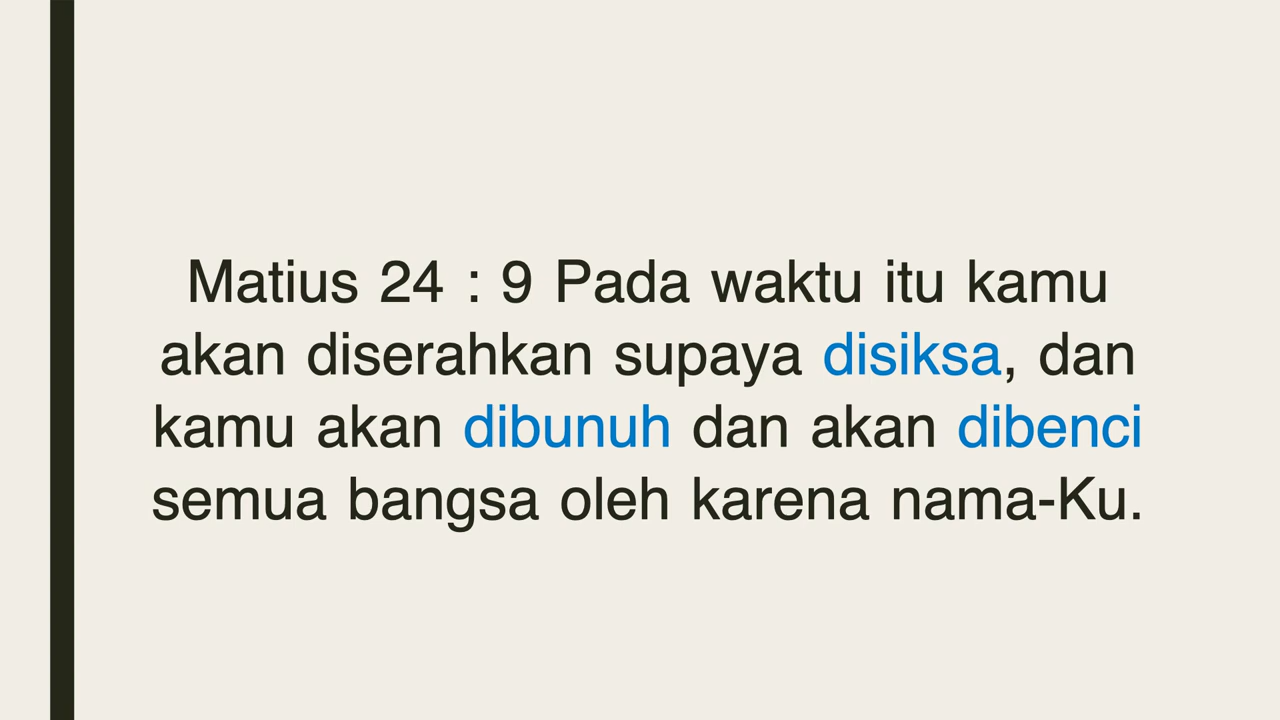 Matius 24 : 9 Pada waktu itu kamu
akan diserahkan supaya disiksa, dan
kamu akan dibunuh dan akan dibenci
semua bangsa oleh karena nama-Ku.